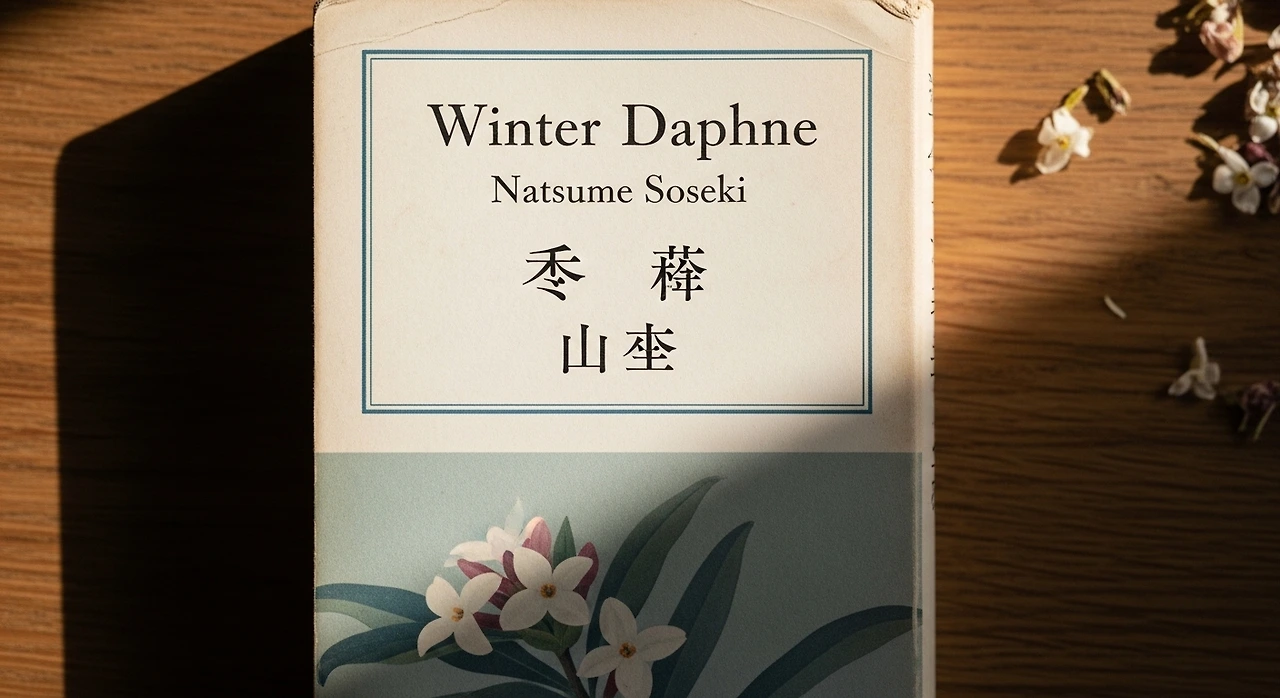 Winter Daphne
Natsume Soseki
山